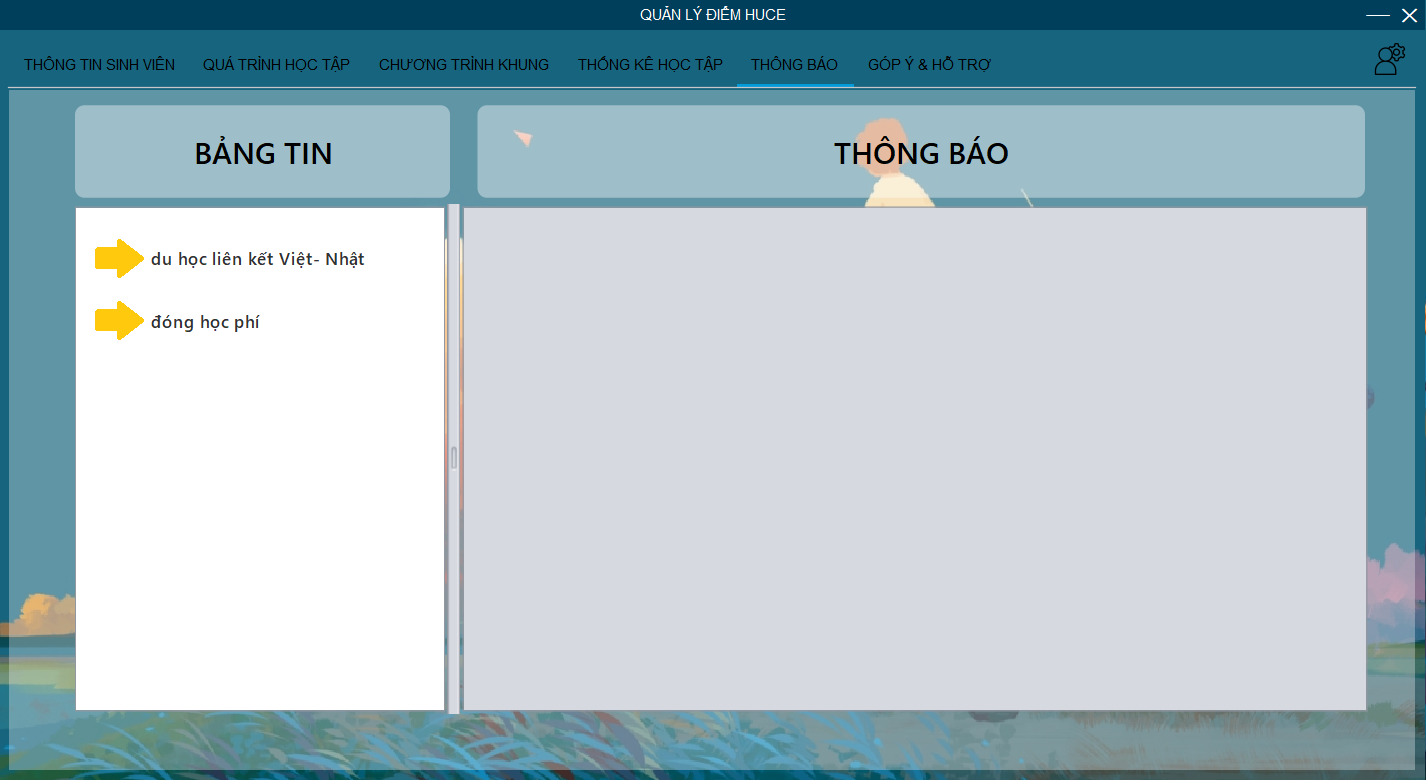 QUẢN LÝ ĐIỂM HUCE
THÔNG TIN SINH VIÊN QUÁ TRÌNH HỌC TẬP CHƯƠNG TRÌNH KHUNG THỐNG KÊ HỌC TẬP THÔNG BÁO GÓP Ý & HỖ TRỢ
BẢNG TIN
THÔNG BÁO
du học liên kết Việt- Nhật
đóng học phí